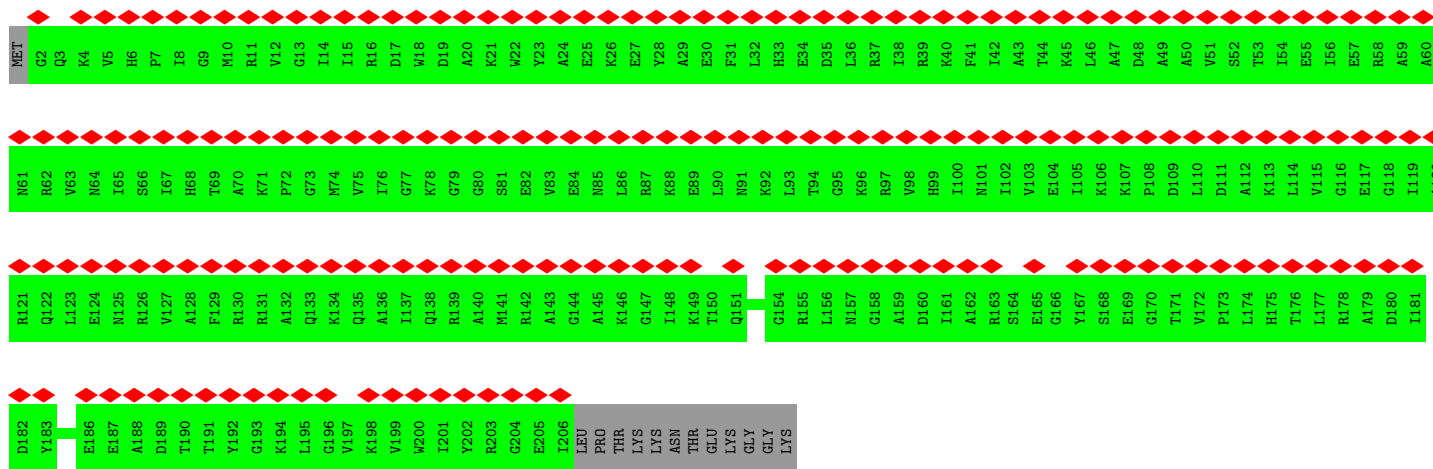 MET G2 Q3 K4 V5 H6 P7 I8 G9 M10 R11 V12 G13 I14 I15 R16 D17 W18 D19 A20 K21 W22 Y23 A24 E25 K26 E27 Y28 A29 E30 F31 L32 H33 E34 D35 L36 R37 I38 R39 K40 F41 I42 A43 T44 K45 L46 A47 D48 A49 A50 V51 S52 T53 I54 E55 I56 E57 R58 A59 A60
N61 R62 V63 N64 I65 S66 I67 H68 T69 A70 K71 P72 G73 M74 V75 I76 G77 K78 G79 G80 S81 E82 V83 E84 N85 L86 R87 K88 E89 L90 N91 K92 L93 T94 G95 K96 R97 V98 H99 I100 N101 I102 V103 E104 I105 K106 K107 P108 D109 L110 D111 A112 K113 L114 V115 G116 E117 G118 I119
R121 Q122 L123 E124 N125 R126 V127 A128 F129 R130 R131 A132 Q133 K134 Q135 A136 I137 Q138 R139 A140 M141 R142 A143 G144 A145 K146 G147 I148 K149 T150 Q151 G154 R155 L156 N157 G158 A159 D160 I161 A162 R163 S164 E165 G166 Y167 S168 E169 G170 T171 V172 P173 L174 H175 T176 L177 R178 A179 D180 I181
D182 Y183 E186 E187 A188 D189 T190 T191 Y192 G193 K194 L195 G196 V197 K198 V199 W200 I201 Y202 R203 G204 E205 I206 LEU PRO THR LYS LYS ASN THR GLU LYS GLY GLY LYS